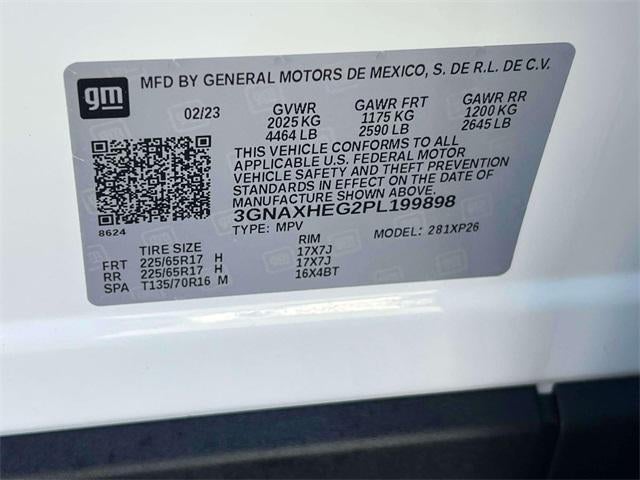 gm
MFD BY GENERAL MOTORS DE MEXICO, S. DE R.L. DE C.V.
02/23 GVWR GAWR FRT GAWR RR
2025 KG 1175 KG 1200 KG
4464 LB 2590 LB 2645 LB
THIS VEHICLE CONFORMS TO ALL
APPLICABLE U.S. FEDERAL MOTOR
VEHICLE SAFETY AND THEFT PREVENTION
STANDARDS IN EFFECT ON THE DATE OF
MANUFACTURE SHOWN ABOVE.
3GNAXHEG2PL199898
8624
TYPE: MPV MODEL: 281XP26
TIRE SIZE RIM
FRT 225/65R17 H 17X7J
RR 225/65R17 H 17X7J
SPA T135/70R16 M 16X4BT